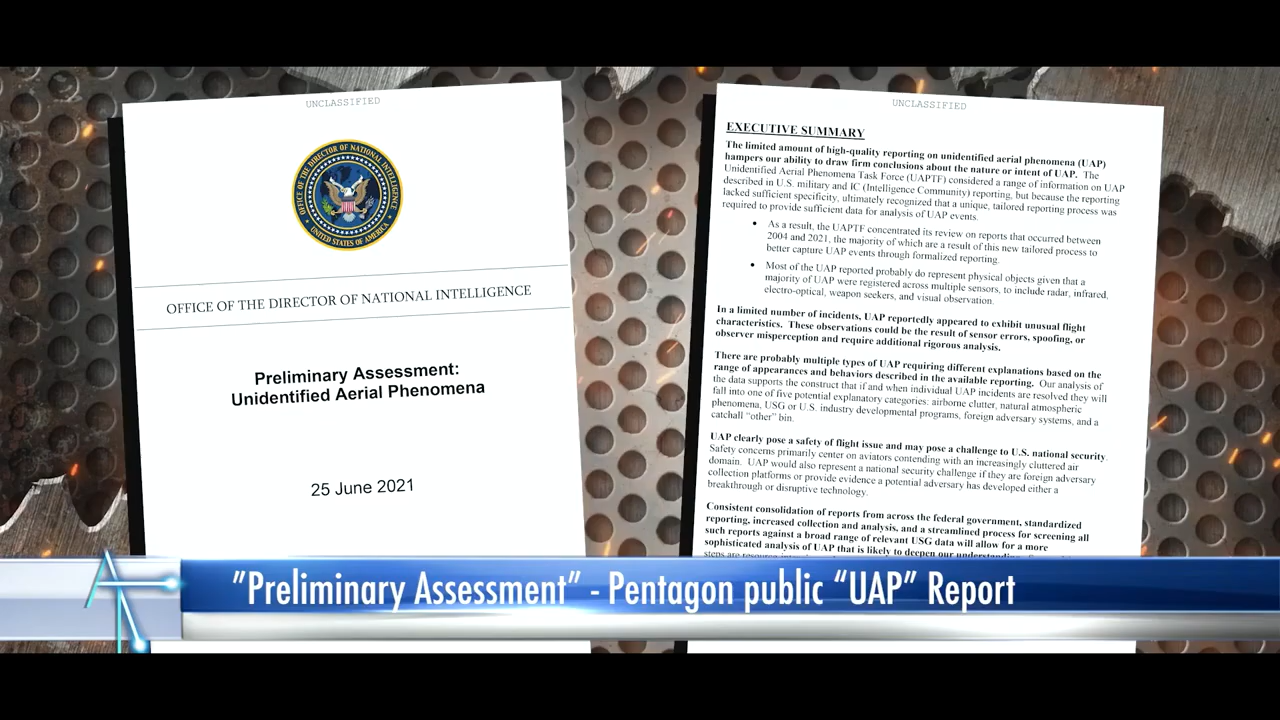 UNCLASSIFIED
OFFICE OF THE DIRECTOR OF NATIONAL INTELLIGENCE
UNITED STATES OF AMERICA
OFFICE OF THE DIRECTOR OF NATIONAL INTELLIGENCE
Preliminary Assessment:
Unidentified Aerial Phenomena
25 June 2021
UNCLASSIFIED
EXECUTIVE SUMMARY
The limited amount of high-quality reporting on unidentified aerial phenomena (UAP)
hampers our ability to draw firm conclusions about the nature or intent of UAP. The
Unidentified Aerial Phenomena Task Force (UAPTF) considered a range of information on UAP
described in U.S. military and IC (Intelligence Community) reporting, but because the reporting
lacked sufficient specificity, ultimately recognized that a unique, tailored reporting process was
required to provide sufficient data for analysis of UAP events.
• As a result, the UAPTF concentrated its review on reports that occurred between
2004 and 2021, the majority of which are a result of this new tailored process to
better capture UAP events through formalized reporting.
• Most of the UAP reported probably do represent physical objects given that a
majority of UAP were registered across multiple sensors, to include radar, infrared,
electro-optical, weapon seekers, and visual observation.
In a limited number of incidents, UAP reportedly appeared to exhibit unusual flight
characteristics. These observations could be the result of sensor errors, spoofing, or
observer misperception and require additional rigorous analysis.
There are probably multiple types of UAP requiring different explanations based on the
range of appearances and behaviors described in the available reporting. Our analysis of
the data supports the construct that if and when individual UAP incidents are resolved they will
fall into one of five potential explanatory categories: airborne clutter, natural atmospheric
phenomena, USG or U.S. industry developmental programs, foreign adversary systems, and a
catchall “other” bin.
UAP clearly pose a safety of flight issue and may pose a challenge to U.S. national security.
Safety concerns primarily center on aviators contending with an increasingly cluttered air
domain. UAP would also represent a national security challenge if they are foreign adversary
collection platforms or provide evidence a potential adversary has developed either a
breakthrough or disruptive technology.
Consistent consolidation of reports from across the federal government, standardized
reporting, increased collection and analysis, and a streamlined process for screening all
such reports against a broad range of relevant USG data will allow for a more
sophisticated analysis of UAP that is likely to deepen our understanding.
”Preliminary Assessment” - Pentagon public “UAP” Report